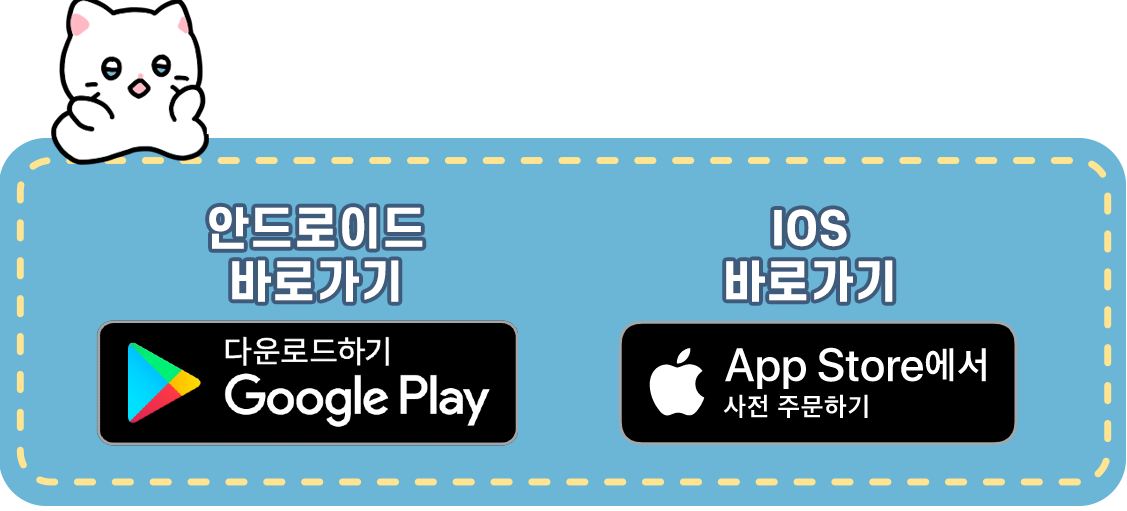 안드로이드
바로가기
다운로드하기
Google Play
IOS
바로가기
App Store에서
사전 주문하기